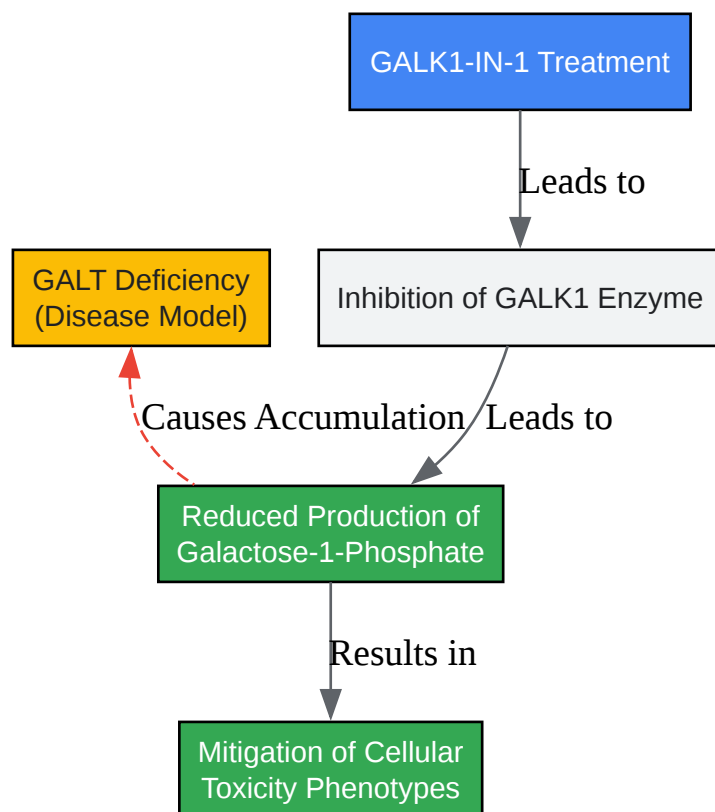 GALK1-IN-1 Treatment
Leads to
GALT Deficiency
(Disease Model)
Inhibition of GALK1 Enzyme
Causes Accumulation
Leads to
Reduced Production of
Galactose-1-Phosphate
Results in
Mitigation of Cellular
Toxicity Phenotypes